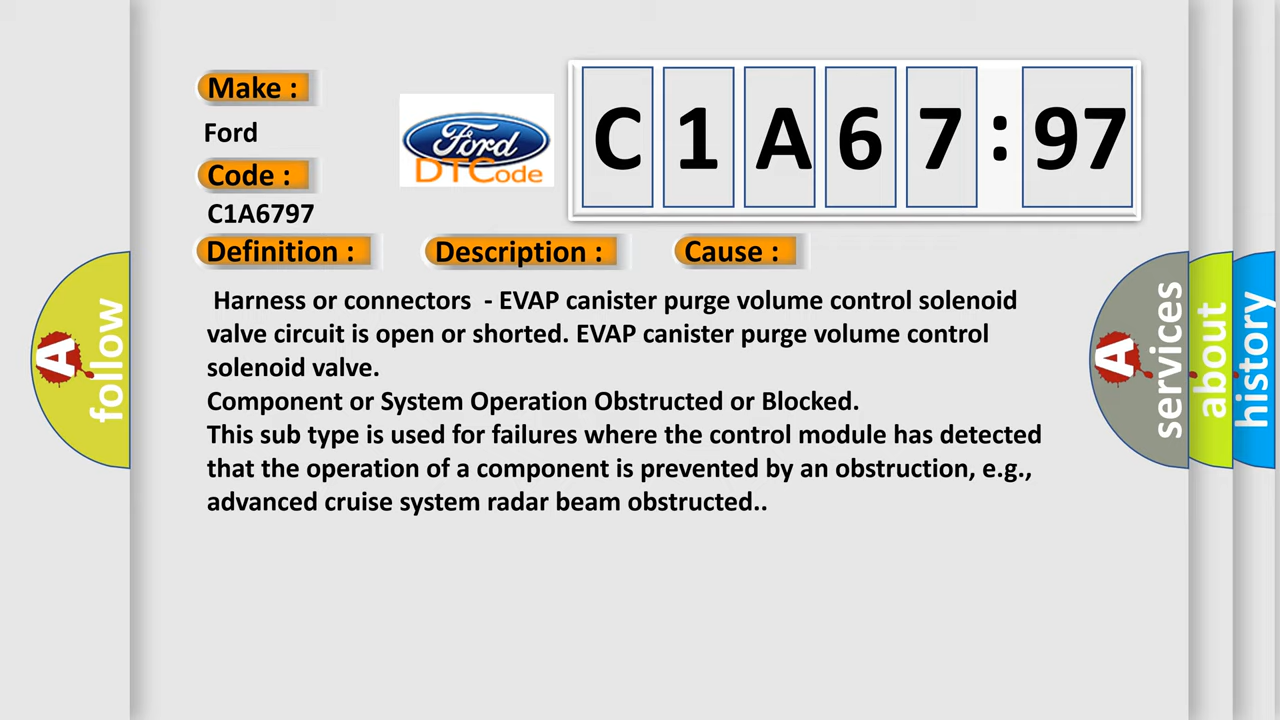 Make :
Ford
Code :
C1A6797
Ford
DTCode
C1A67:97
Definition :
Description :
Cause :
Harness or connectors - EVAP canister purge volume control solenoid
valve circuit is open or shorted. EVAP canister purge volume control
solenoid valve.
Component or System Operation Obstructed or Blocked.
This sub type is used for failures where the control module has detected
that the operation of a component is prevented by an obstruction, e.g.,
advanced cruise system radar beam obstructed..
A follow
A services
about
history